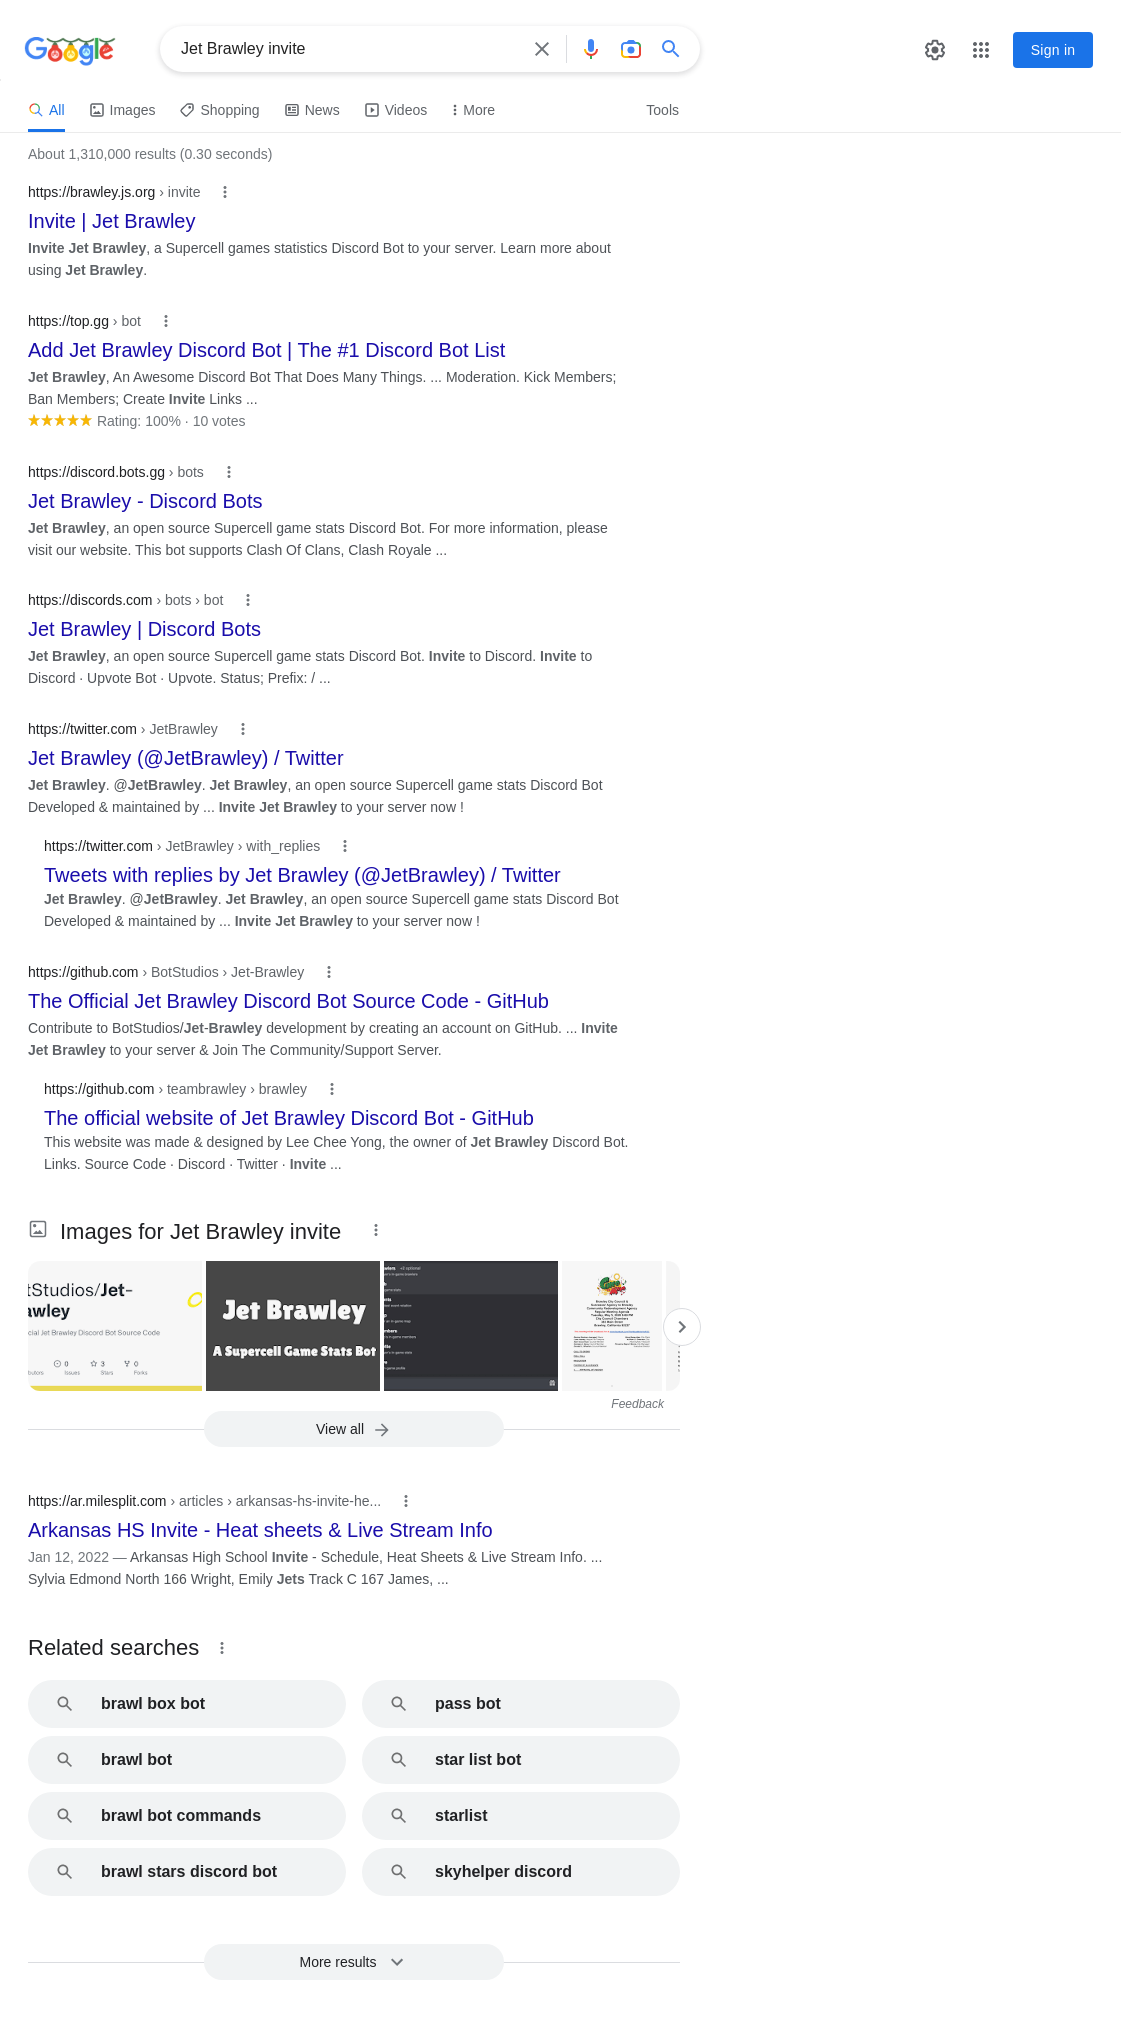 Google
Jet Brawley invite
Sign in
All
Images
Shopping
News
Videos
More
Tools
About 1,310,000 results (0.30 seconds)
https://brawley.js.org › invite
Invite | Jet Brawley
Invite Jet Brawley, a Supercell games statistics Discord Bot to your server. Learn more about
using Jet Brawley.
https://top.gg › bot
Add Jet Brawley Discord Bot | The #1 Discord Bot List
Jet Brawley, An Awesome Discord Bot That Does Many Things. ... Moderation. Kick Members;
Ban Members; Create Invite Links ...
Rating: 100% · 10 votes
https://discord.bots.gg › bots
Jet Brawley - Discord Bots
Jet Brawley, an open source Supercell game stats Discord Bot. For more information, please
visit our website. This bot supports Clash Of Clans, Clash Royale ...
https://discords.com › bots › bot
Jet Brawley | Discord Bots
Jet Brawley, an open source Supercell game stats Discord Bot. Invite to Discord. Invite to
Discord · Upvote Bot · Upvote. Status; Prefix: / ...
https://twitter.com › JetBrawley
Jet Brawley (@JetBrawley) / Twitter
Jet Brawley. @JetBrawley. Jet Brawley, an open source Supercell game stats Discord Bot
Developed & maintained by ... Invite Jet Brawley to your server now !
https://twitter.com › JetBrawley › with_replies
Tweets with replies by Jet Brawley (@JetBrawley) / Twitter
Jet Brawley. @JetBrawley. Jet Brawley, an open source Supercell game stats Discord Bot
Developed & maintained by ... Invite Jet Brawley to your server now !
https://github.com › BotStudios › Jet-Brawley
The Official Jet Brawley Discord Bot Source Code - GitHub
Contribute to BotStudios/Jet-Brawley development by creating an account on GitHub. ... Invite
Jet Brawley to your server & Join The Community/Support Server.
https://github.com › teambrawley › brawley
The official website of Jet Brawley Discord Bot - GitHub
This website was made & designed by Lee Chee Yong, the owner of Jet Brawley Discord Bot.
Links. Source Code · Discord · Twitter · Invite ...
Images for Jet Brawley invite
tStudios/Jet-
awley
cial Jet Brawley Discord Bot Source Code
0
3
0
butors
Issues
Stars
Forks
Jet Brawley
A Supercell Game Stats Bot
Feedback
View all
https://ar.milesplit.com › articles › arkansas-hs-invite-he...
Arkansas HS Invite - Heat sheets & Live Stream Info
Jan 12, 2022 — Arkansas High School Invite - Schedule, Heat Sheets & Live Stream Info. ...
Sylvia Edmond North 166 Wright, Emily Jets Track C 167 James, ...
Related searches
brawl box bot
pass bot
brawl bot
star list bot
brawl bot commands
starlist
brawl stars discord bot
skyhelper discord
More results